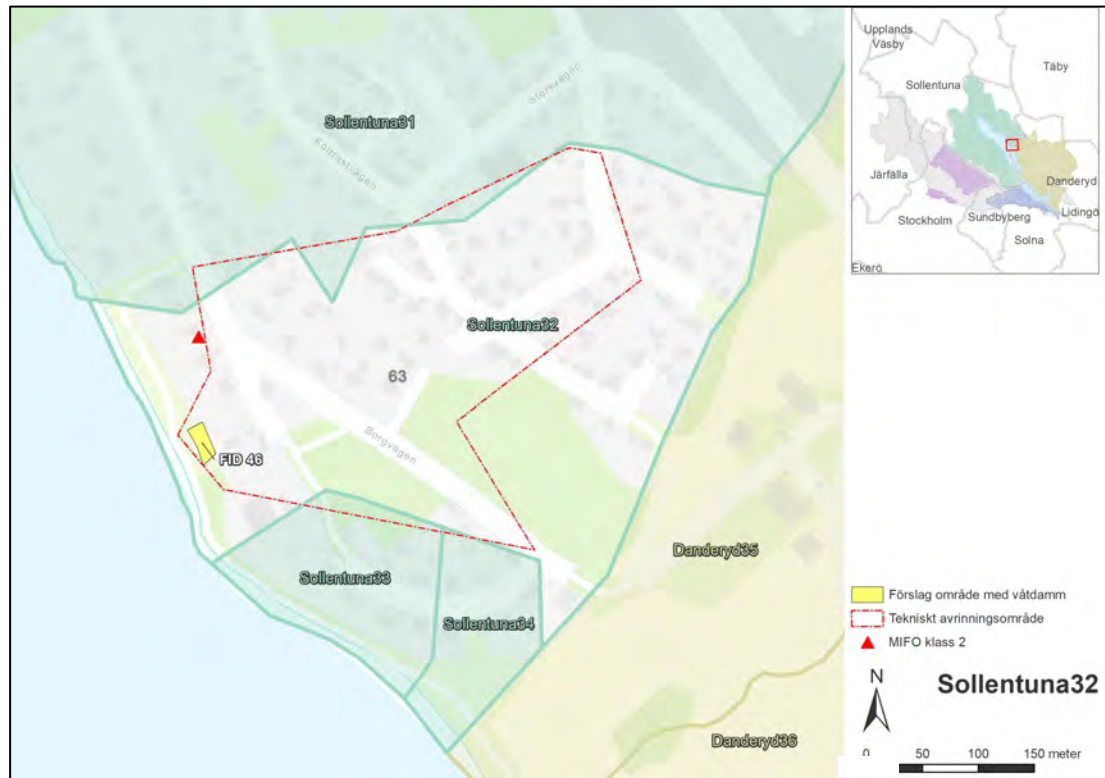 Sollentuna31
Storkvägen
Koltrastvägen
Sollentuna32
63
Borgvägen
FID 46
Sollentuna33
Sollentuna34
Danderyd35
Danderyd36
Upplands
Väsby
Täby
Sollentuna
Järfälla
Danderyd
Stockholm
Sundbyberg
Lidingö
Solna
Ekerö
Förslag område med våtdamm
Tekniskt avrinningsområde
MIFO klass 2
N
Sollentuna32
0 50 100 150 meter